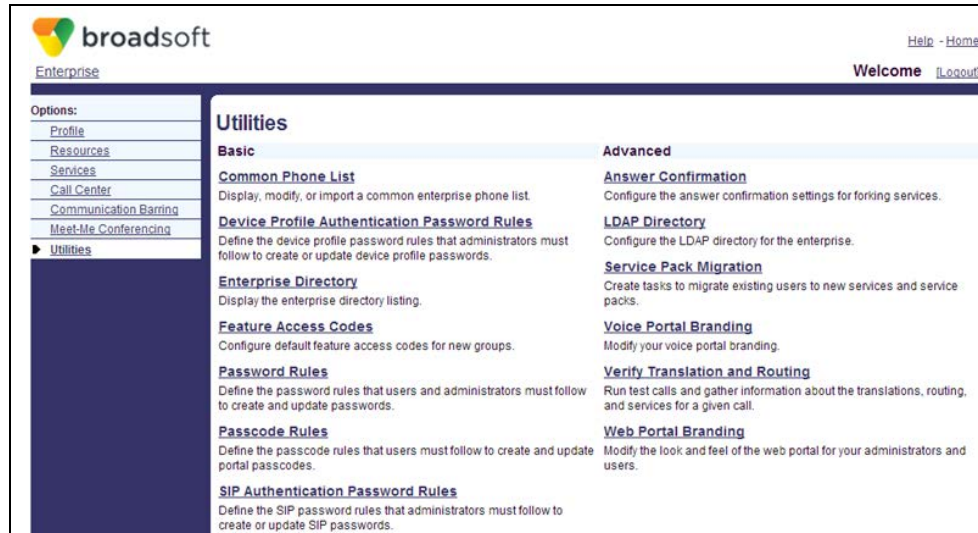 broadsoft
Help - Home
Enterprise
Welcome [Logout]
Options:
Profile
Resources
Services
Call Center
Communication Barring
Meet-Me Conferencing
Utilities
Utilities
Basic
Common Phone List
Display, modify, or import a common enterprise phone list.
Device Profile Authentication Password Rules
Define the device profile password rules that administrators must
follow to create or update device profile passwords.
Enterprise Directory
Display the enterprise directory listing.
Feature Access Codes
Configure default feature access codes for new groups.
Password Rules
Define the password rules that users and administrators must follow
to create and update passwords.
Passcode Rules
Define the passcode rules that users must follow to create and update
portal passcodes.
SIP Authentication Password Rules
Define the SIP password rules that administrators must follow to
create or update SIP passwords.
Advanced
Answer Confirmation
Configure the answer confirmation settings for forking services.
LDAP Directory
Configure the LDAP directory for the enterprise.
Service Pack Migration
Create tasks to migrate existing users to new services and service
packs.
Voice Portal Branding
Modify your voice portal branding.
Verify Translation and Routing
Run test calls and gather information about the translations, routing,
and services for a given call.
Web Portal Branding
Modify the look and feel of the web portal for your administrators and
users.